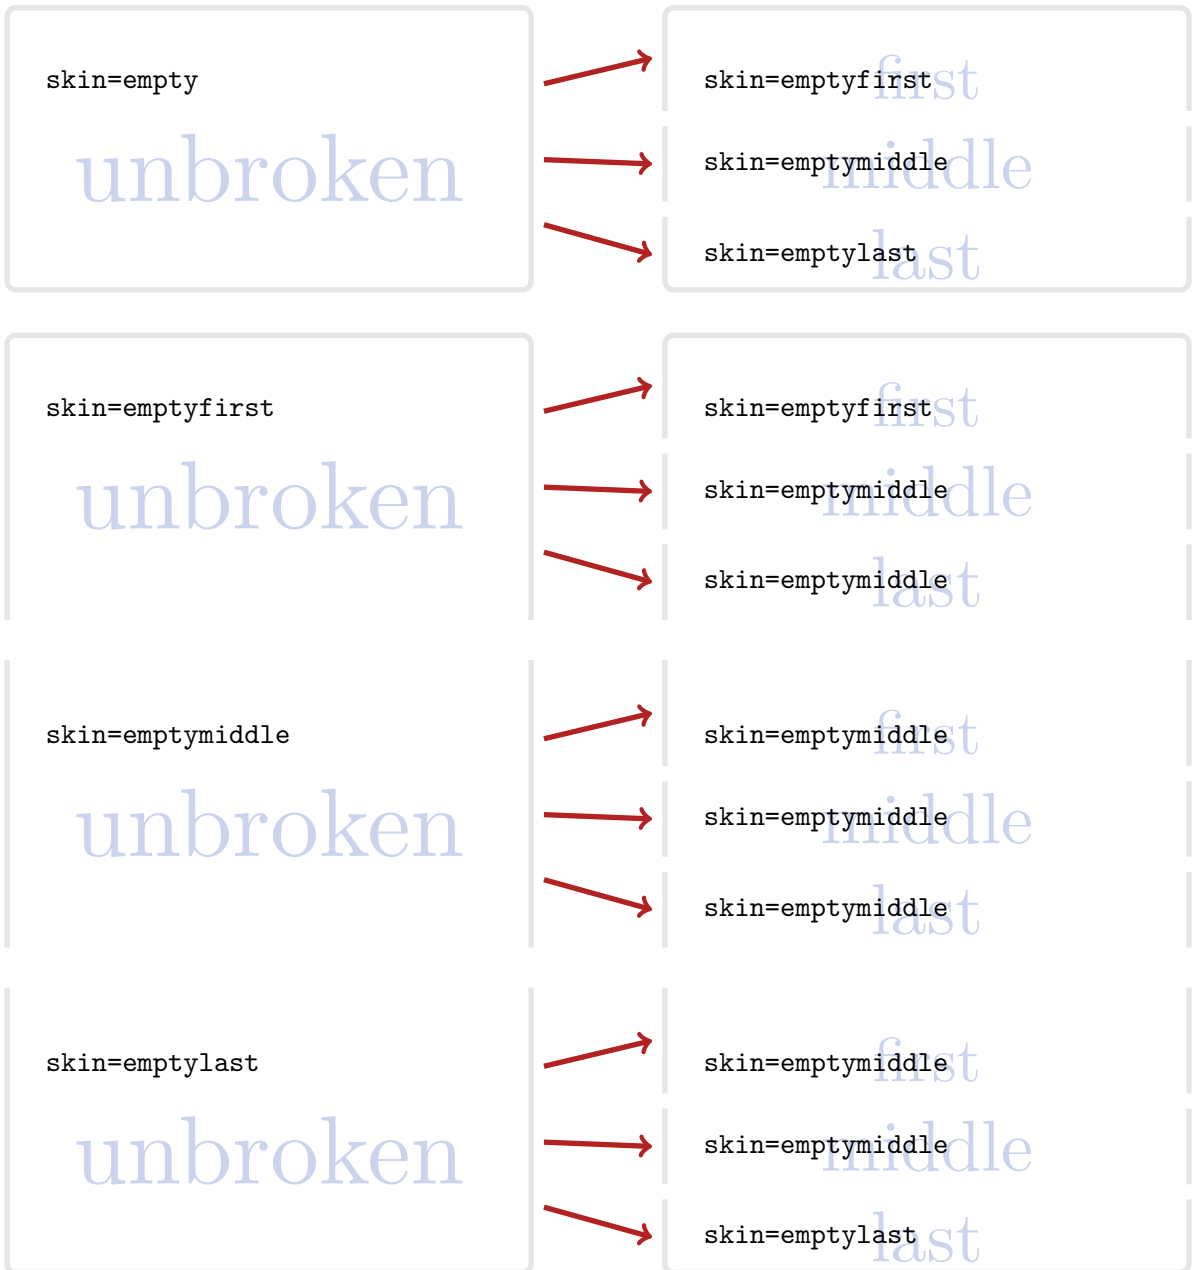 skin=empty
unbroken
skin=emptyfirst
first
skin=emptymiddle
middle
skin=emptylast
last
skin=emptyfirst
unbroken
skin=emptyfirst
first
skin=emptymiddle
middle
skin=emptymiddle
last
skin=emptymiddle
unbroken
skin=emptymiddle
first
skin=emptymiddle
middle
skin=emptymiddle
last
skin=emptylast
unbroken
skin=emptymiddle
first
skin=emptymiddle
middle
skin=emptylast
last